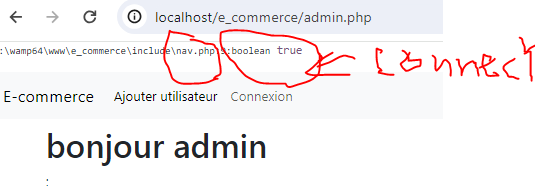 localhost/e_commerce/admin.php
:\wamp64\www\e_commerce\include\nav.php:5:boolean true
connect
E-commerce Ajouter utilisateur Connexion
bonjour admin
: